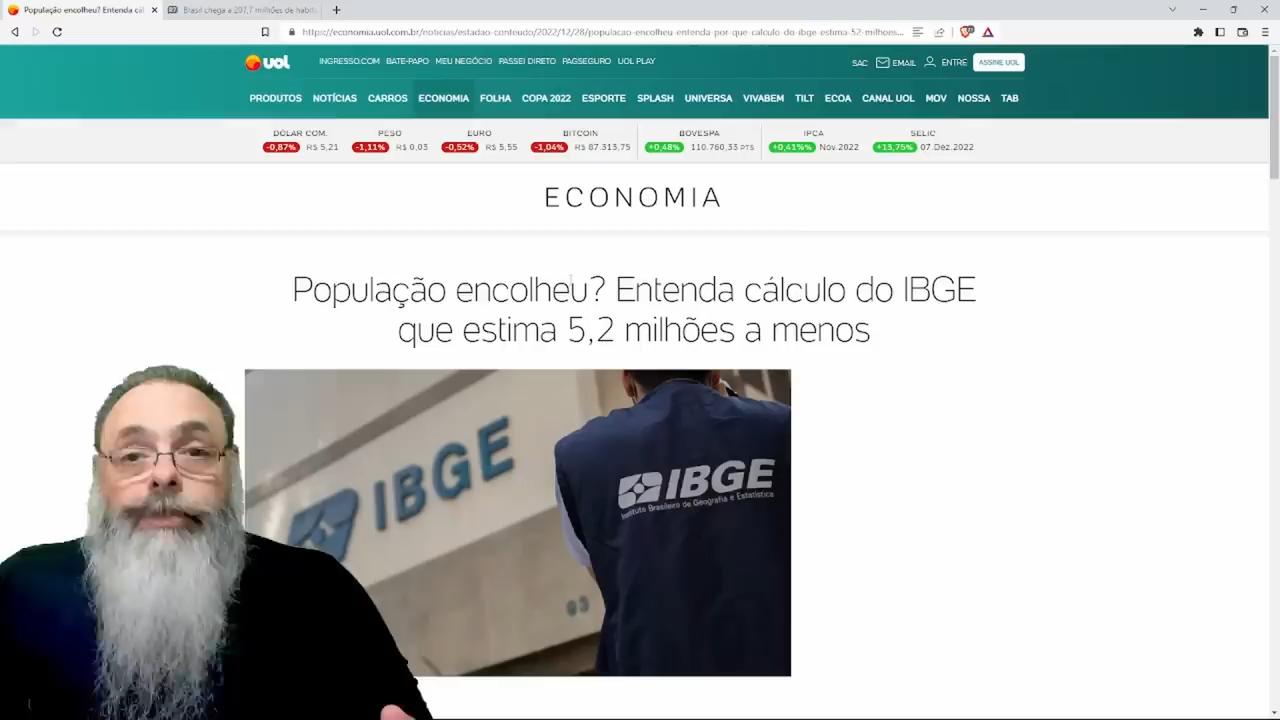 População encolheu? Entenda cál
Brasil chega a 207,7 milhões de habit
https://economia.uol.com.br/noticias/estadao-conteudo/2022/12/28/populacao-encolheu-entenda-por-que-calculo-do-ibge-estima-52-milhoes...
UOL
INGRESSO.COM BATE-PAPO MEU NEGÓCIO PASSEI DIRETO PAGSEGURO UOL PLAY
SAC EMAIL ENTRE ASSINE UOL
PRODUTOS NOTÍCIAS CARROS ECONOMIA FOLHA COPA 2022 ESPORTE SPLASH UNIVERSA VIVABEM TILT ECOA CANAL UOL MOV NOSSA TAB
DÓLAR COM. PESO EURO BITCOIN BOVESPA IPCA SELIC
-0,87% R$ 5,21 -1,11% R$ 0,03 -0,52% R$ 5,55 -1,04% R$ 87.313,75 +0,48% 110.760,33 PTS +0,41%% Nov.2022 +13,75% 07.Dez.2022
ECONOMIA
População encolheu? Entenda cálculo do IBGE
que estima 5,2 milhões a menos
IBGE
IBGE
Instituto Brasileiro de Geografia e Estatística
03